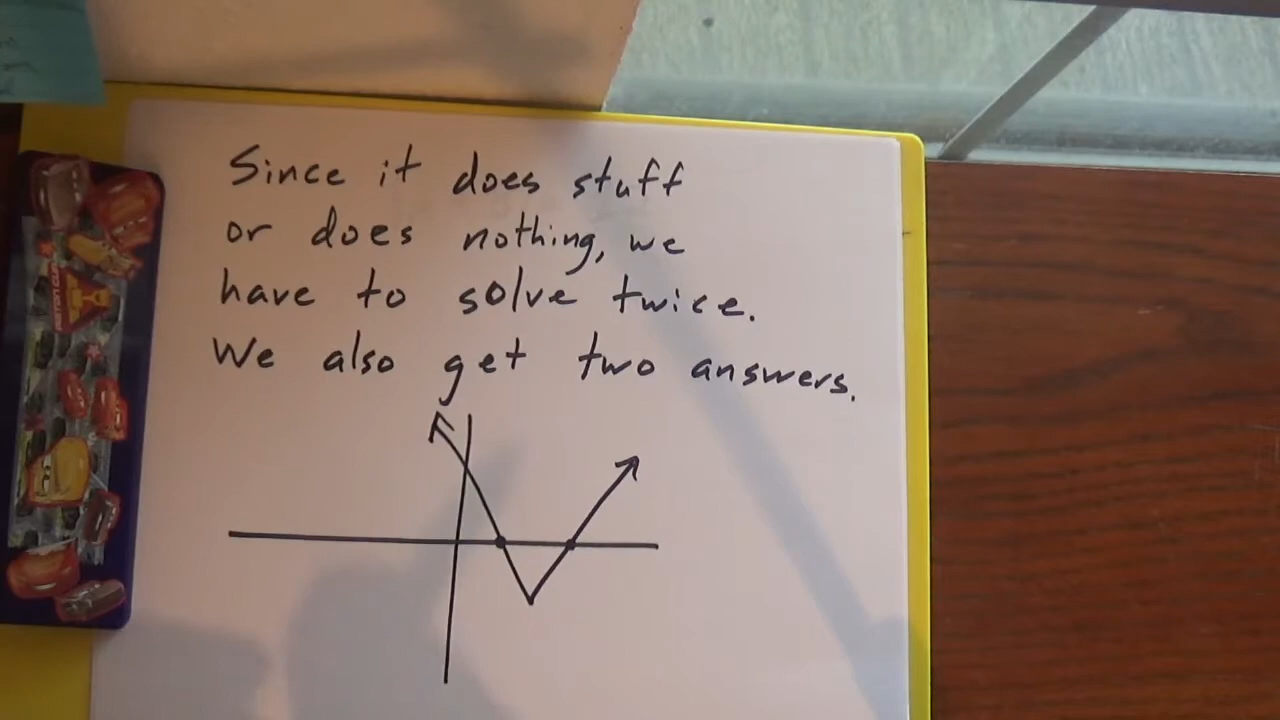 Since it does stuff
or does nothing, we
have to solve twice.
We also get two answers.